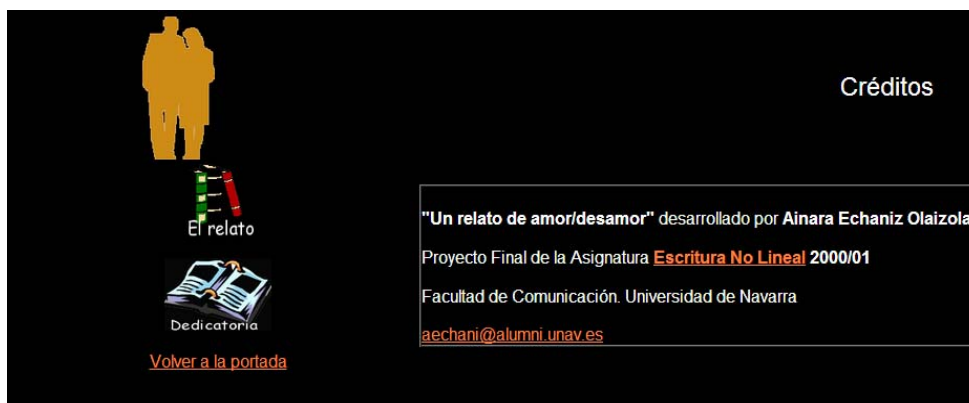 Créditos
El relato
Dedicatoria
Volver a la portada
"Un relato de amor/desamor" desarrollado por Ainara Echaniz Olaizola
Proyecto Final de la Asignatura Escritura No Lineal 2000/01
Facultad de Comunicación. Universidad de Navarra
aechani@alumni.unav.es